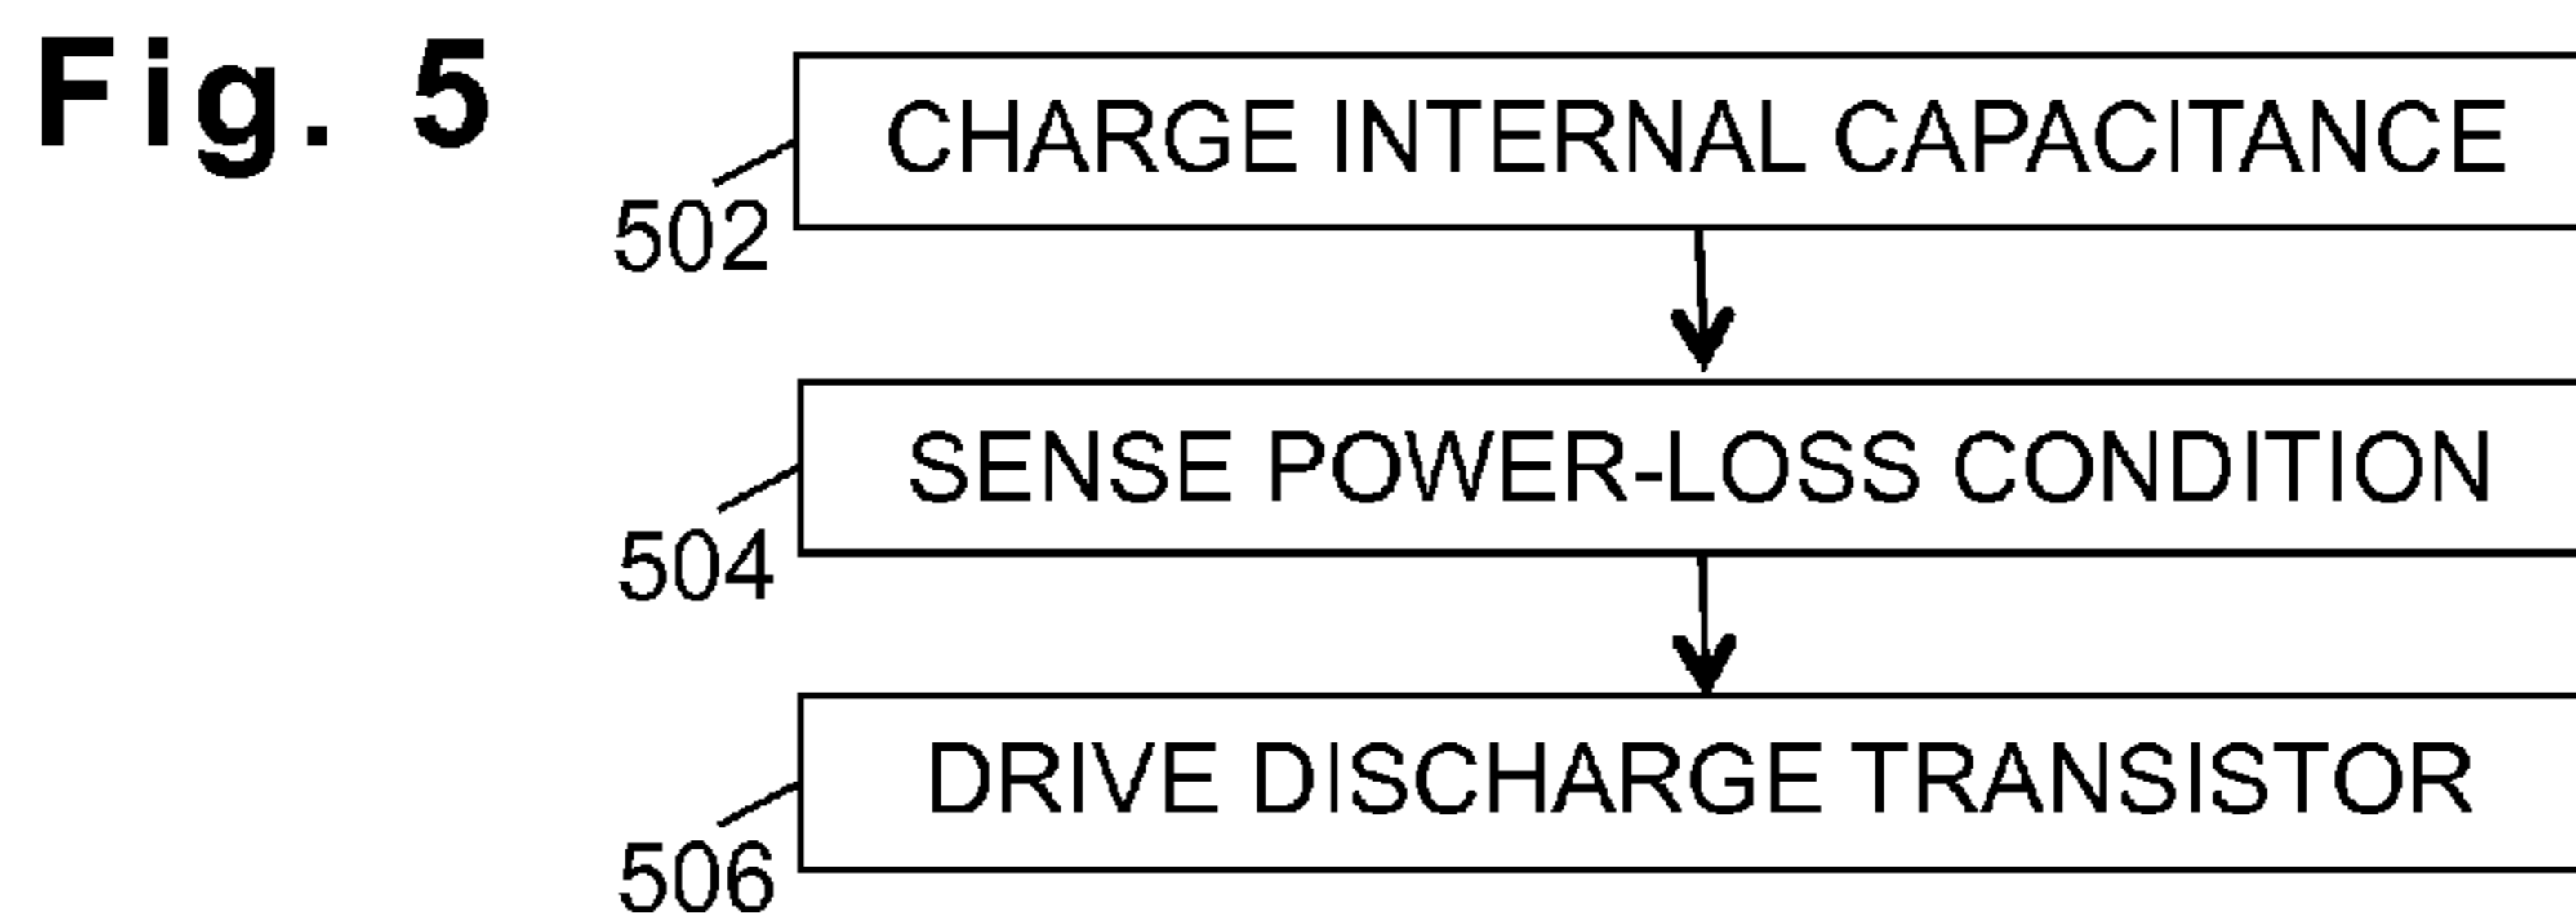 Fig. 5
CHARGE INTERNAL CAPACITANCE
502
SENSE POWER-LOSS CONDITION
504
DRIVE DISCHARGE TRANSISTOR
506